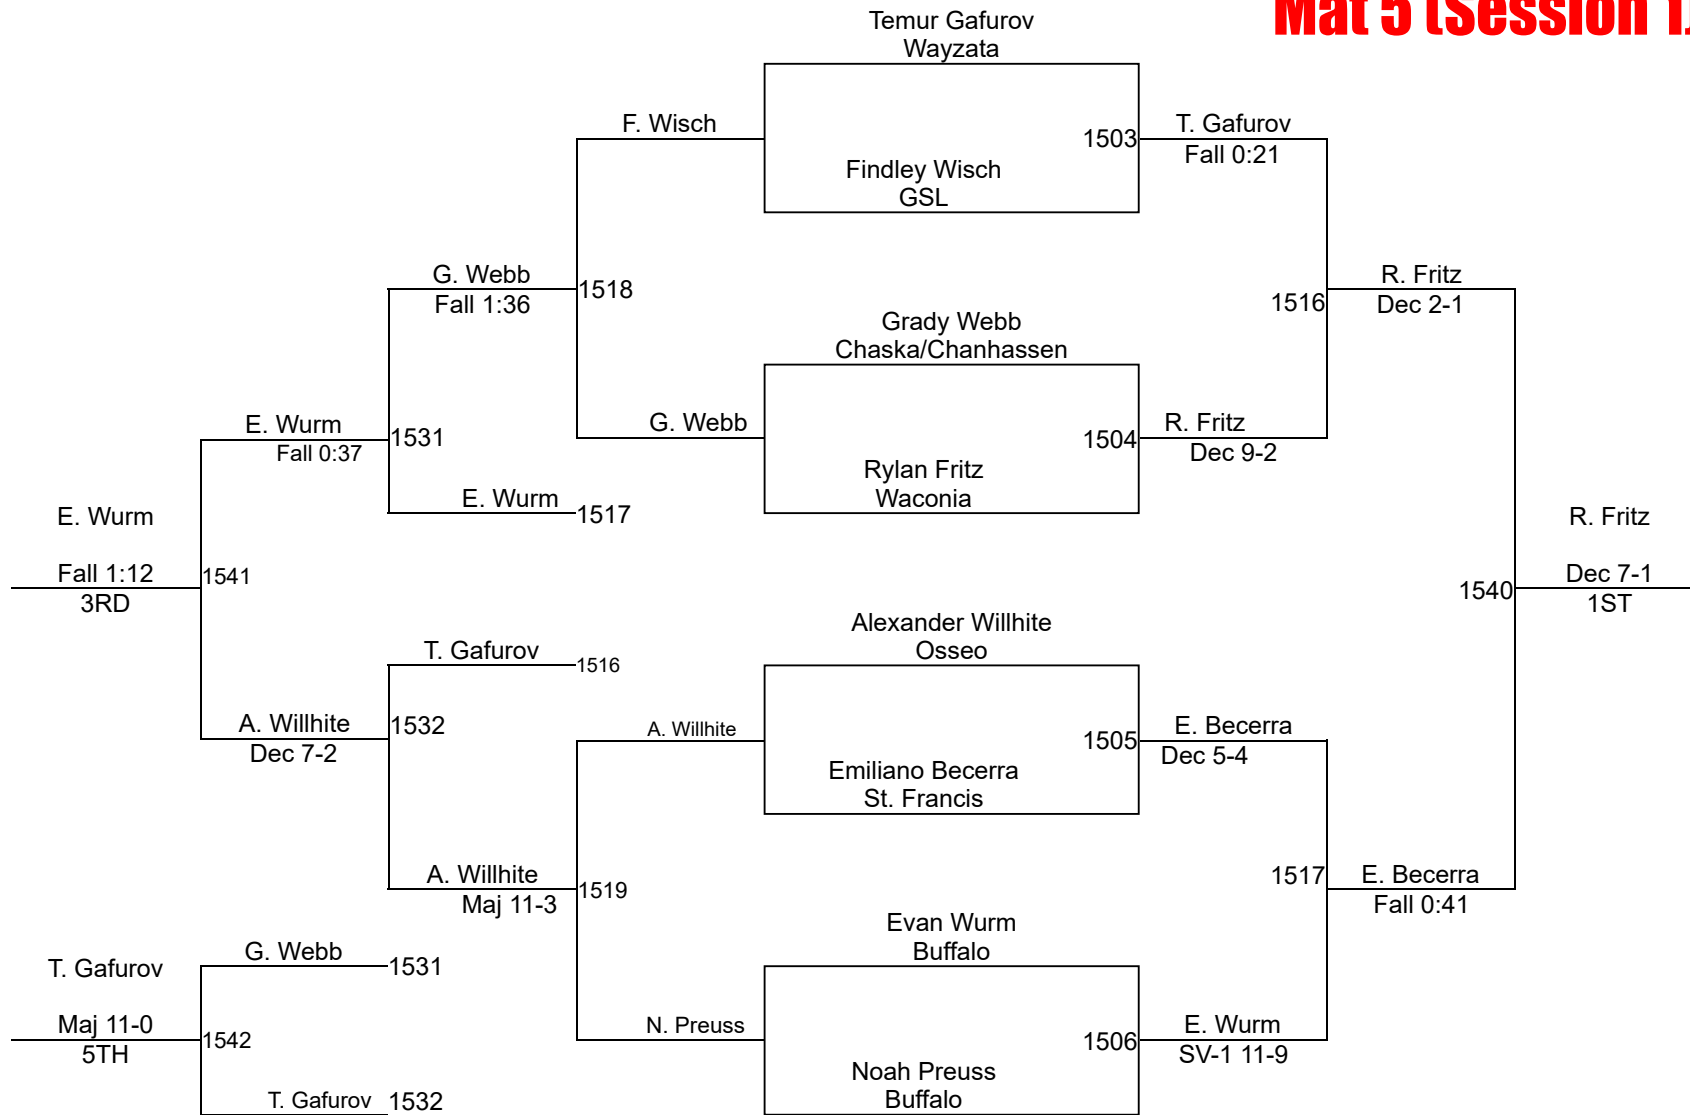 Mat 5 (Session 1)
Temur Gafurov
Wayzata
F. Wisch
1503
T. Gafurov
Fall 0:21
Findley Wisch
GSL
G. Webb
Fall 1:36
1518
1516
R. Fritz
Dec 2-1
Grady Webb
Chaska/Chanhassen
E. Wurm
Fall 0:37
1531
G. Webb
1504
R. Fritz
Dec 9-2
Rylan Fritz
Waconia
E. Wurm
1517
E. Wurm
Fall 1:12
3RD
1541
R. Fritz
Dec 7-1
1ST
1540
Alexander Willhite
Osseo
T. Gafurov
1516
A. Willhite
Dec 7-2
1532
A. Willhite
1505
E. Becerra
Dec 5-4
Emiliano Becerra
St. Francis
A. Willhite
Maj 11-3
1519
1517
E. Becerra
Fall 0:41
Evan Wurm
Buffalo
G. Webb
1531
T. Gafurov
Maj 11-0
5TH
1542
N. Preuss
1506
E. Wurm
SV-1 11-9
Noah Preuss
Buffalo
T. Gafurov
1532